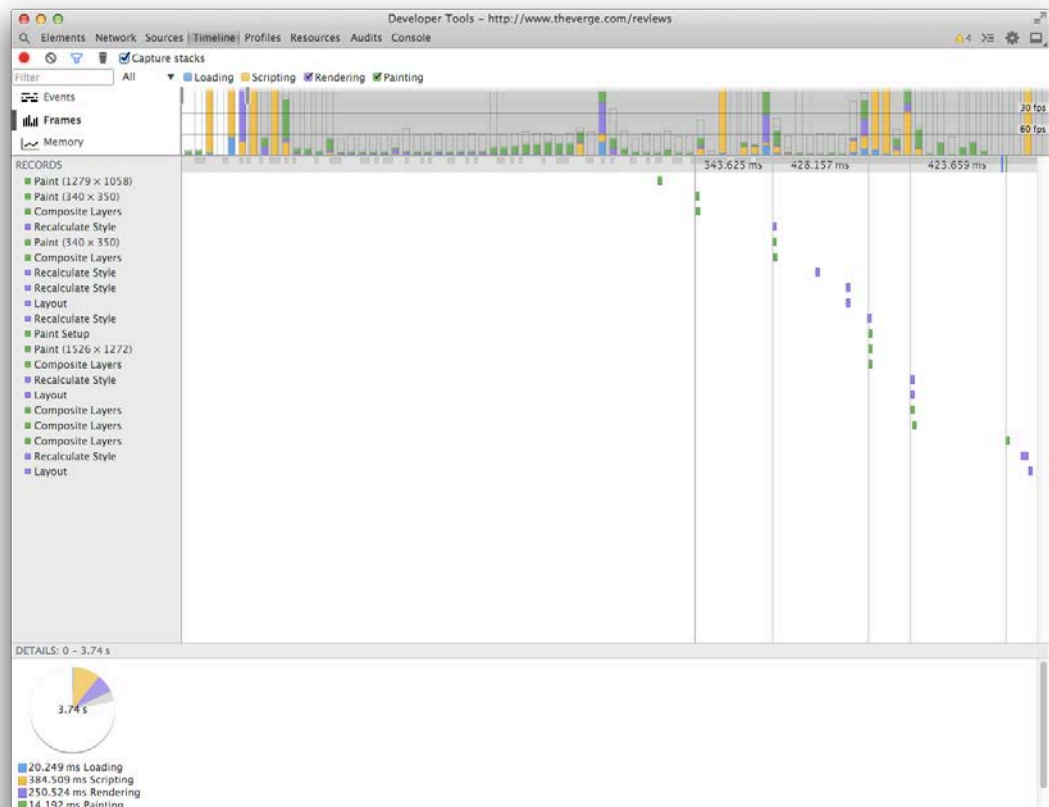 Developer Tools – http://www.theverge.com/reviews
Elements Network Sources Timeline Profiles Resources Audits Console
4
Capture stacks
Filter All Loading Scripting Rendering Painting
Events
Frames
Memory
30 fps
60 fps
RECORDS
343.625 ms 428.157 ms 423.659 ms
Paint (1279 × 1058)
Paint (340 × 350)
Composite Layers
Recalculate Style
Paint (340 × 350)
Composite Layers
Recalculate Style
Recalculate Style
Layout
Recalculate Style
Paint Setup
Paint (1526 × 1272)
Composite Layers
Recalculate Style
Layout
Composite Layers
Composite Layers
Composite Layers
Recalculate Style
Layout
DETAILS: 0 – 3.74 s
3.74 s
20.249 ms Loading
384.509 ms Scripting
250.524 ms Rendering
14.192 ms Painting